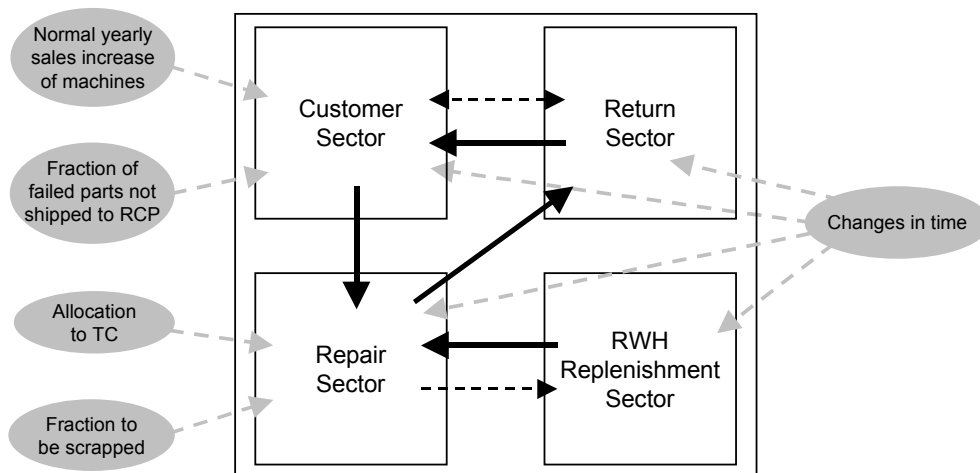 Normal yearly
sales increase
of machines
Fraction of
failed parts not
shipped to RCP
Allocation
to TC
Fraction to
be scrapped
Customer
Sector
Return
Sector
Repair
Sector
RWH
Replenishment
Sector
Changes in time